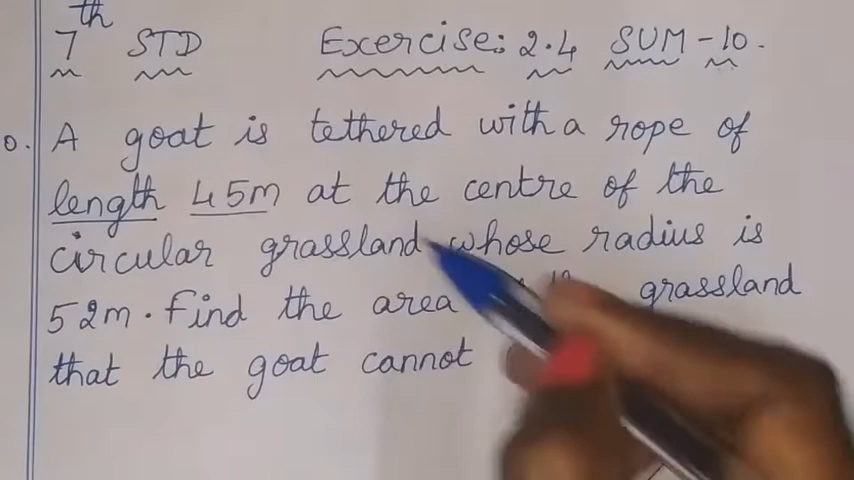 7th STD Exercise: 2.4 SUM-10.
0. A goat is tethered with a rope of
length 45m at the centre of the
circular grassland whose radius is
52m. Find the area grassland
that the goat cannot